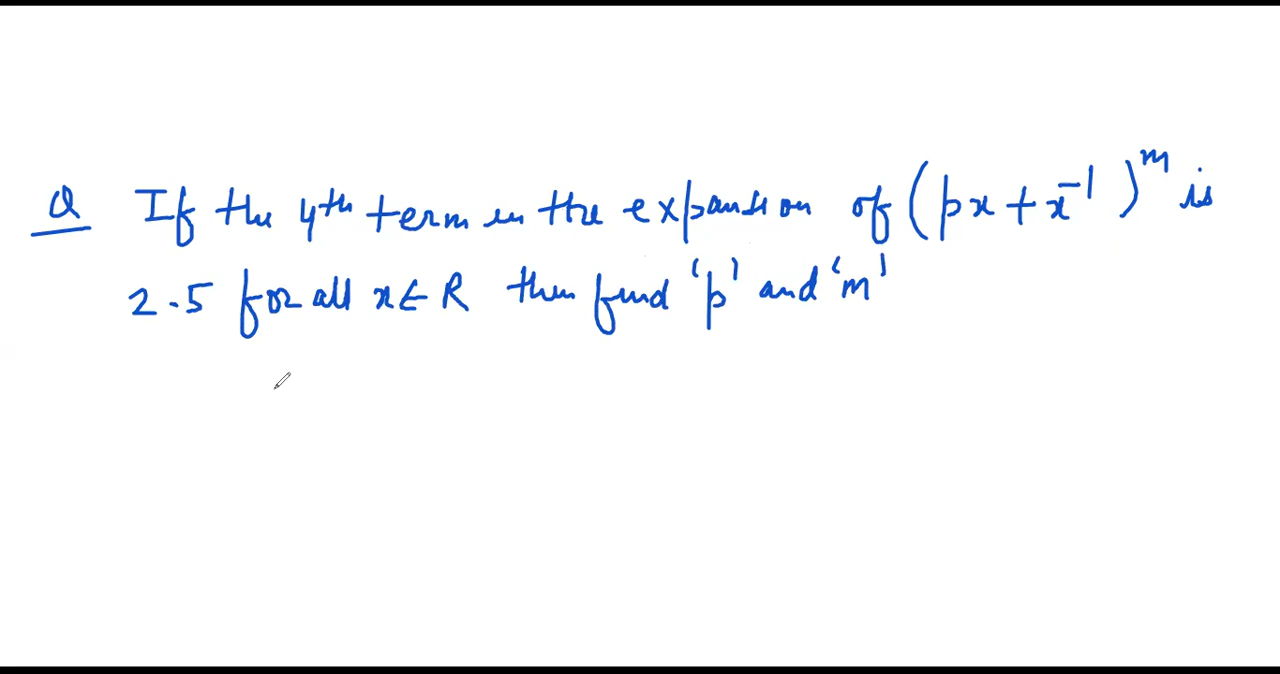 Q If the 4th term in the expansion of (px + x⁻¹)ᵐ is
2.5 for all x ∈ R then find 'p' and 'm'